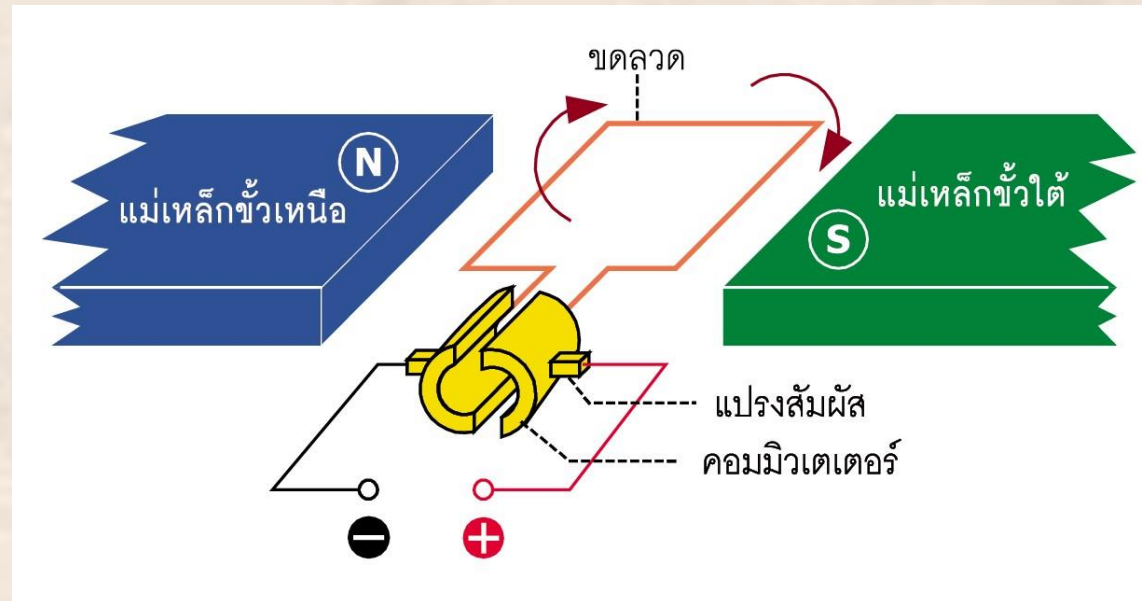 ขดลวด
N
แม่เหล็กขั้วเหนือ
แม่เหล็กขั้วใต้
S
แปรงสัมผัส
คอมมิวเตเตอร์
− +